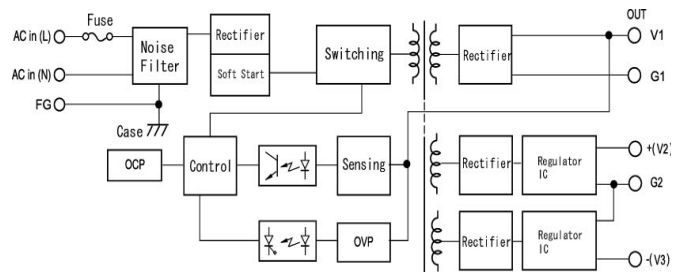 Fuse
OUT
AC in (L)
Noise
Filter
Rectifier
Soft Start
Switching
Rectifier
V1
AC in (N)
G1
FG
Case
OCP
Control
Sensing
Rectifier
Regulator
IC
+(V2)
G2
OVP
Rectifier
Regulator
IC
-(V3)